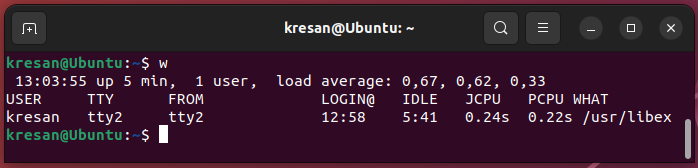 kresan@Ubuntu: ~
kresan@Ubuntu:~$ w
 13:03:55 up 5 min,  1 user,  load average: 0,67, 0,62, 0,33
USER     TTY      FROM             LOGIN@   IDLE   JCPU   PCPU WHAT
kresan   tty2     tty2             12:58    5:41   0.24s  0.22s /usr/libex
kresan@Ubuntu:~$